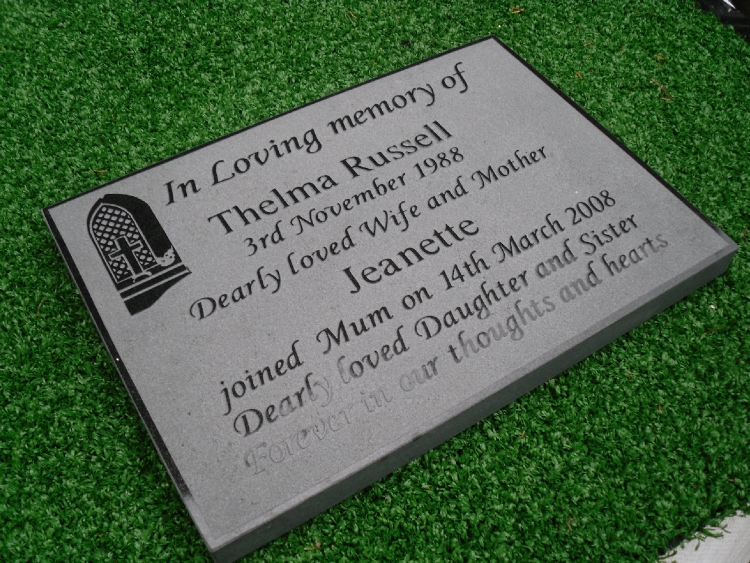 In Loving memory of
Thelma Russell
3rd November 1988
Dearly loved Wife and Mother
Jeanette
joined Mum on 14th March 2008
Dearly loved Daughter and Sister
Forever in our thoughts and hearts